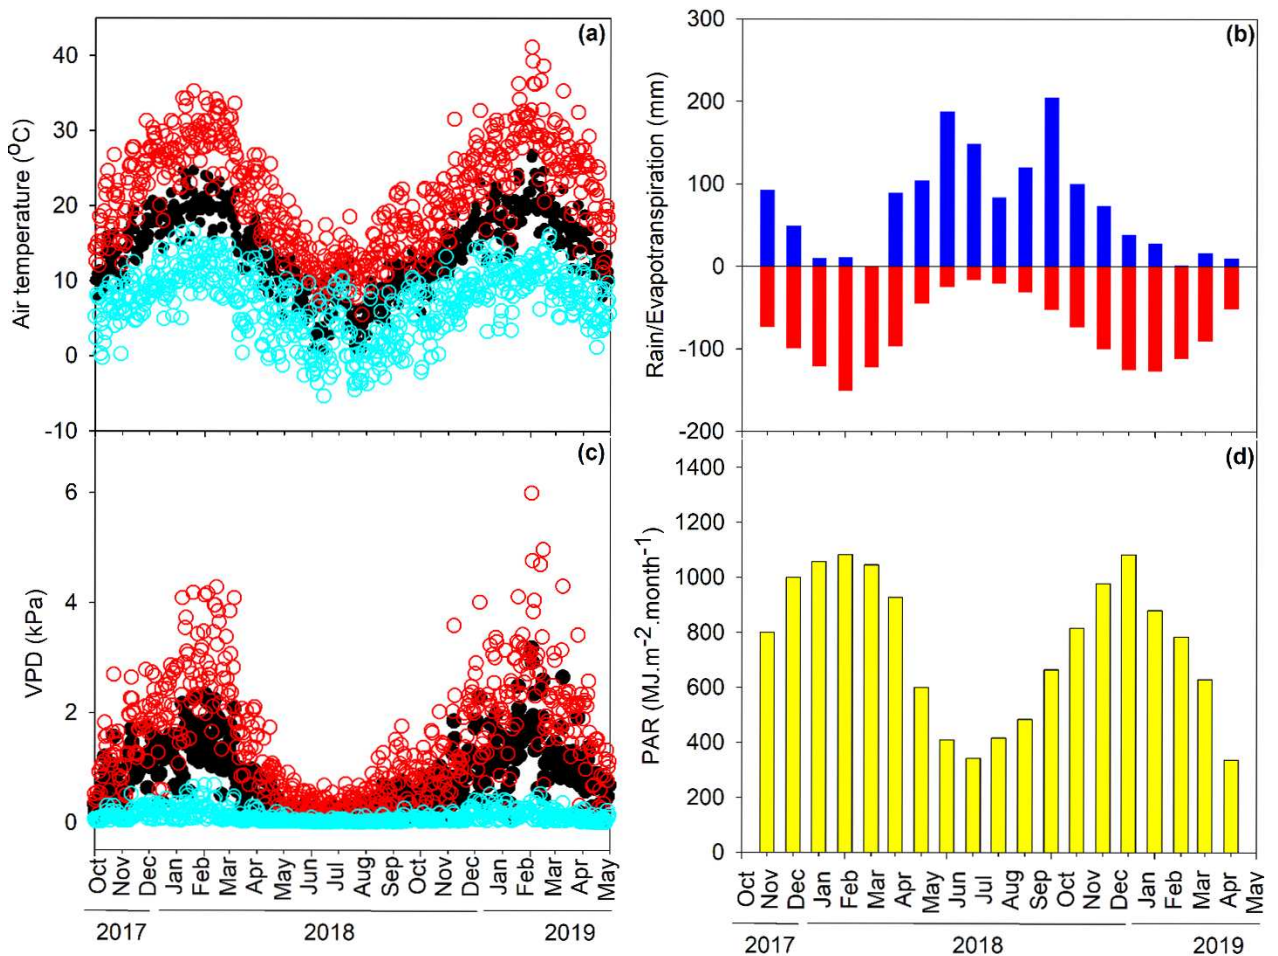 (a)
40
30
20
10
0
-10
Air temperature (°C)
(b)
300
200
100
0
-100
-200
Rain/Evapotranspiration (mm)
(c)
6
4
2
0
VPD (kPa)
Oct Nov Dec Jan Feb Mar Apr May Jun Jul Aug Sep Oct Nov Dec Jan Feb Mar Apr May
2017 2018 2019
(d)
1400
1200
1000
800
600
400
200
0
PAR (MJ.m-2.month-1)
Oct Nov Dec Jan Feb Mar Apr May Jun Jul Aug Sep Oct Nov Dec Jan Feb Mar Apr May
2017 2018 2019